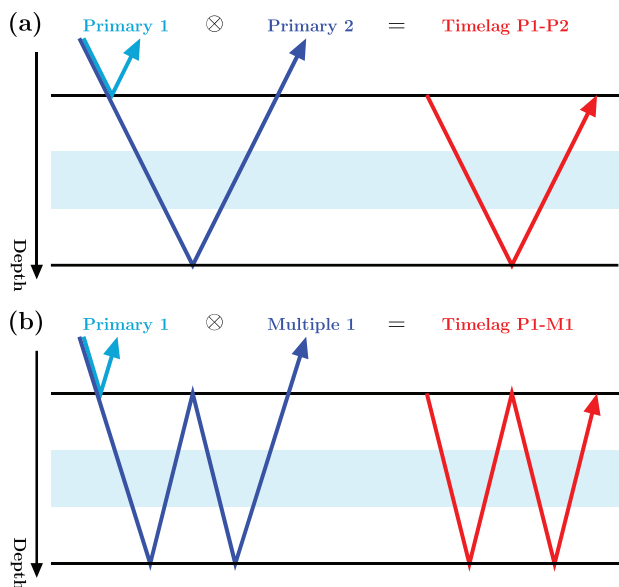 (a) Primary 1 ⊗ Primary 2 = Timelag P1-P2
Depth
(b) Primary 1 ⊗ Multiple 1 = Timelag P1-M1
Depth